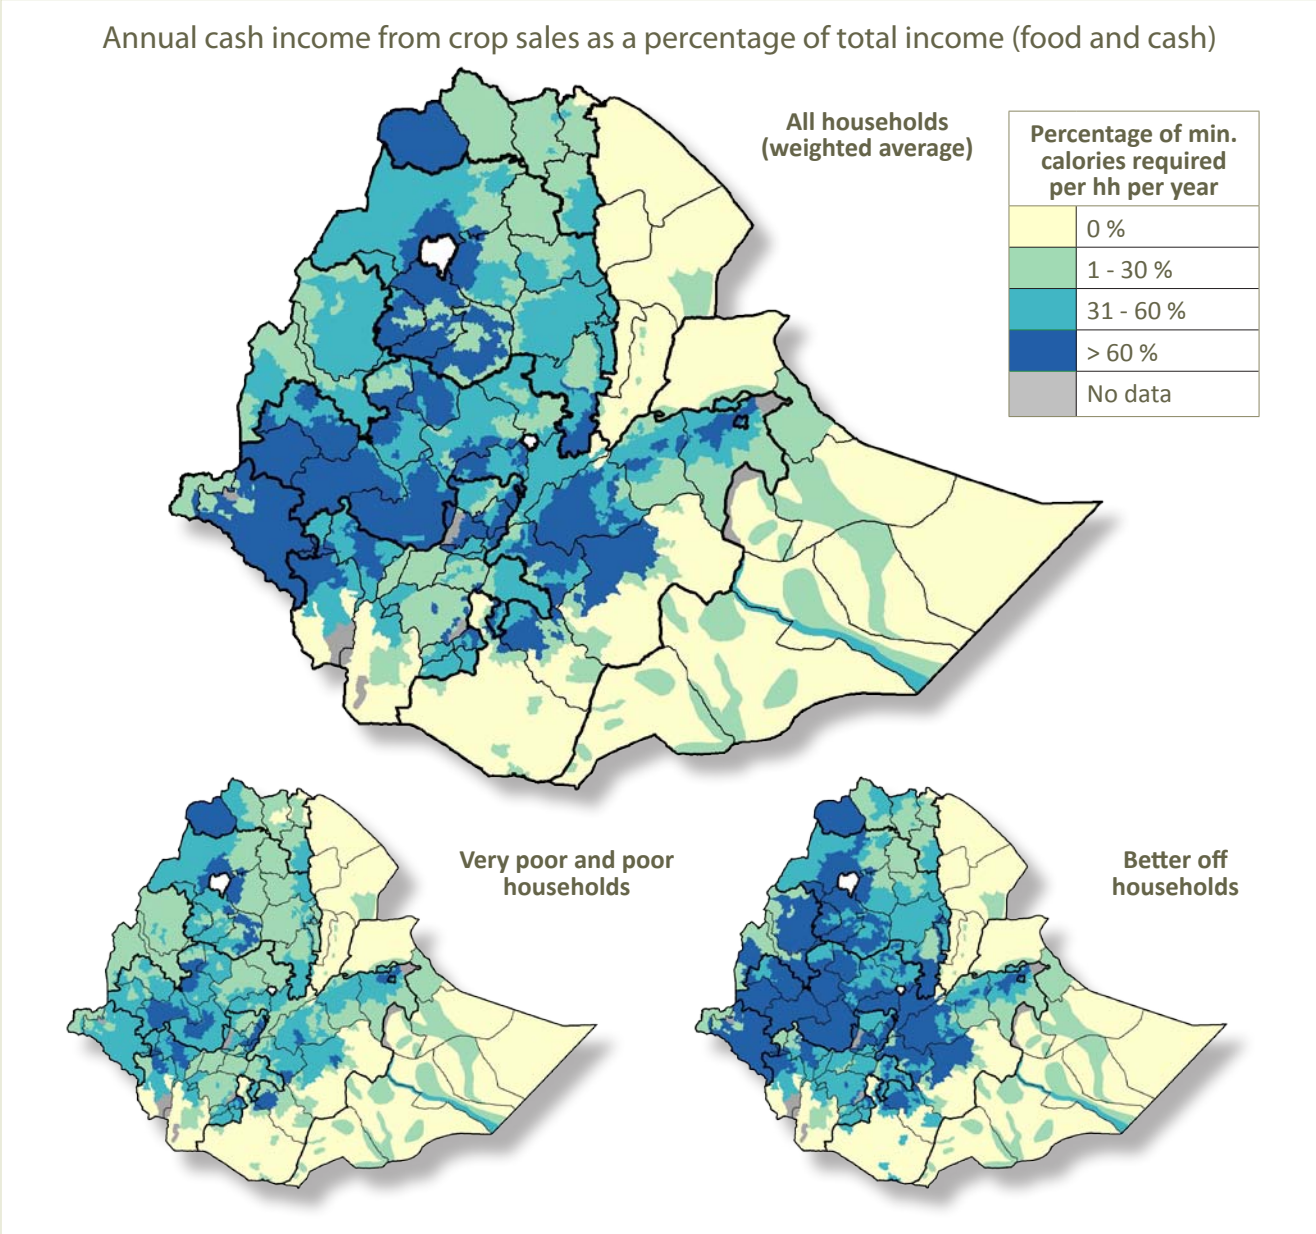 Annual cash income from crop sales as a percentage of total income (food and cash)
All households
(weighted average)
Percentage of min.
calories required
per hh per year
0 %
1 - 30 %
31 - 60 %
> 60 %
No data
Very poor and poor
households
Better off
households